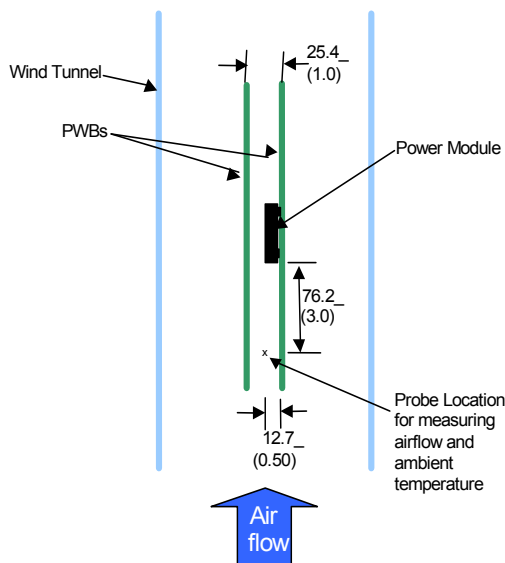 25.4_
(1.0)
Wind Tunnel
PWBs
Power Module
76.2_
(3.0)
x
Probe Location
for measuring
airflow and
ambient
temperature
12.7_
(0.50)
Air
flow